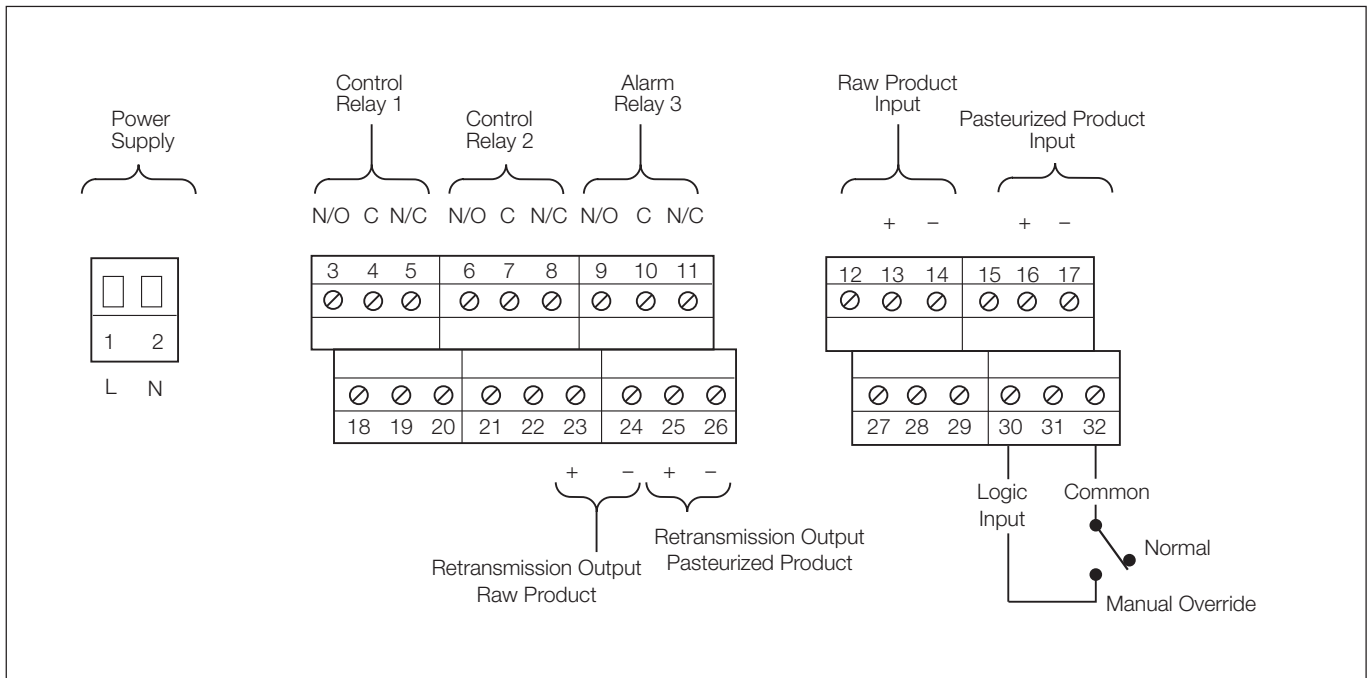 Power
Supply
Control
Relay 1
Control
Relay 2
Alarm
Relay 3
Raw Product
Input
Pasteurized Product
Input
N/O C N/C N/O C N/C N/O C N/C
+ – + –
3 4 5 6 7 8 9 10 11
12 13 14 15 16 17
1 2
L N
18 19 20 21 22 23 24 25 26
27 28 29 30 31 32
+ – + –
Retransmission Output
Raw Product
Retransmission Output
Pasteurized Product
Logic
Input
Common
Normal
Manual Override